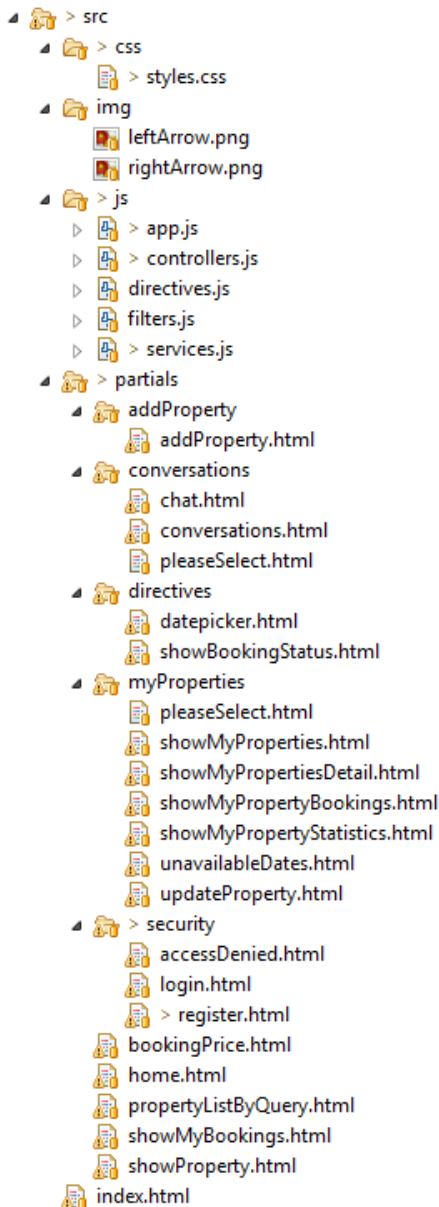 > src
> css
> styles.css
img
leftArrow.png
rightArrow.png
> js
> app.js
> controllers.js
directives.js
filters.js
> services.js
> partials
addProperty
addProperty.html
conversations
chat.html
conversations.html
pleaseSelect.html
directives
datepicker.html
showBookingStatus.html
myProperties
pleaseSelect.html
showMyProperties.html
showMyPropertiesDetail.html
showMyPropertyBookings.html
showMyPropertyStatistics.html
unavailableDates.html
updateProperty.html
> security
accessDenied.html
login.html
> register.html
bookingPrice.html
home.html
propertyListByQuery.html
showMyBookings.html
showProperty.html
index.html